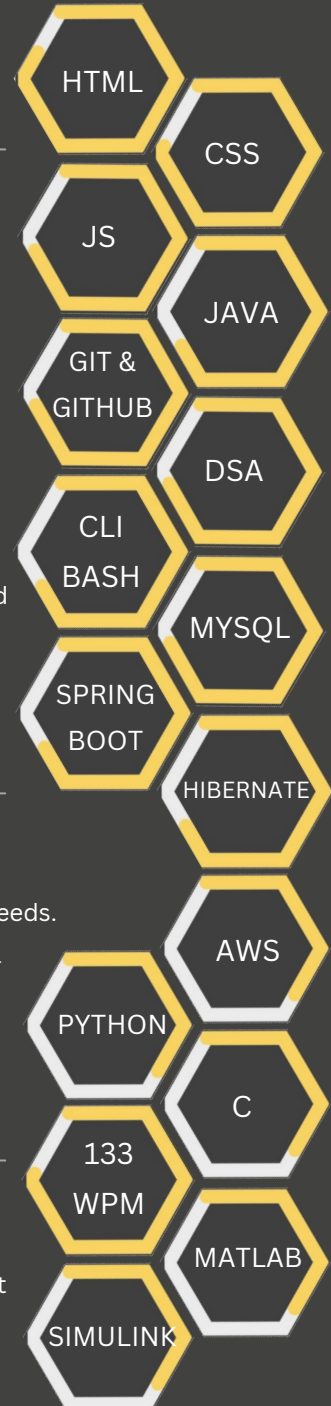 HTML
CSS
JS
JAVA
GIT &
GITHUB
DSA
CLI
BASH
d
MYSQL
SPRING
BOOT
HIBERNATE
eeds.
AWS
PYTHON
C
133
WPM
MATLAB
t
SIMULINK